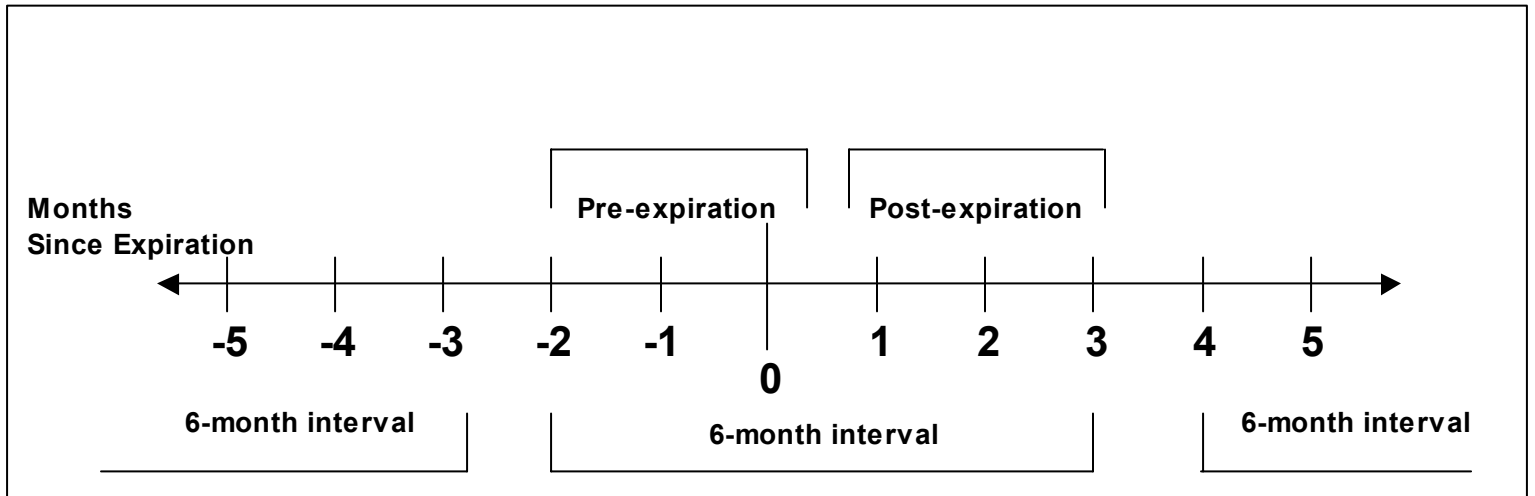 Pre-expiration
Post-expiration
Months
Since Expiration
-5
-4
-3
-2
-1
0
1
2
3
4
5
6-month interval
6-month interval
6-month interval